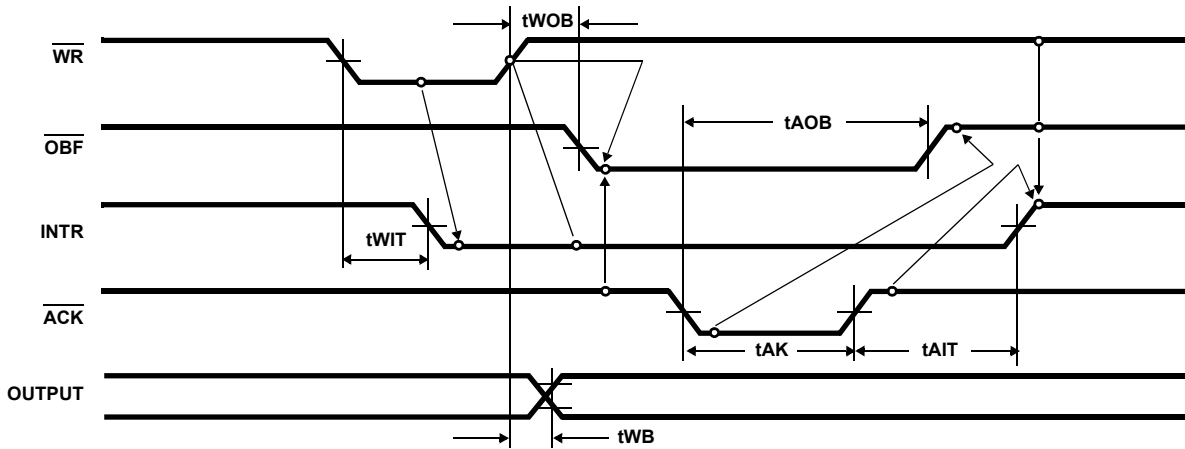 tWOB
WR
tAOB
OBF
INTR
tWIT
ACK
tAK
tAIT
OUTPUT
tWB